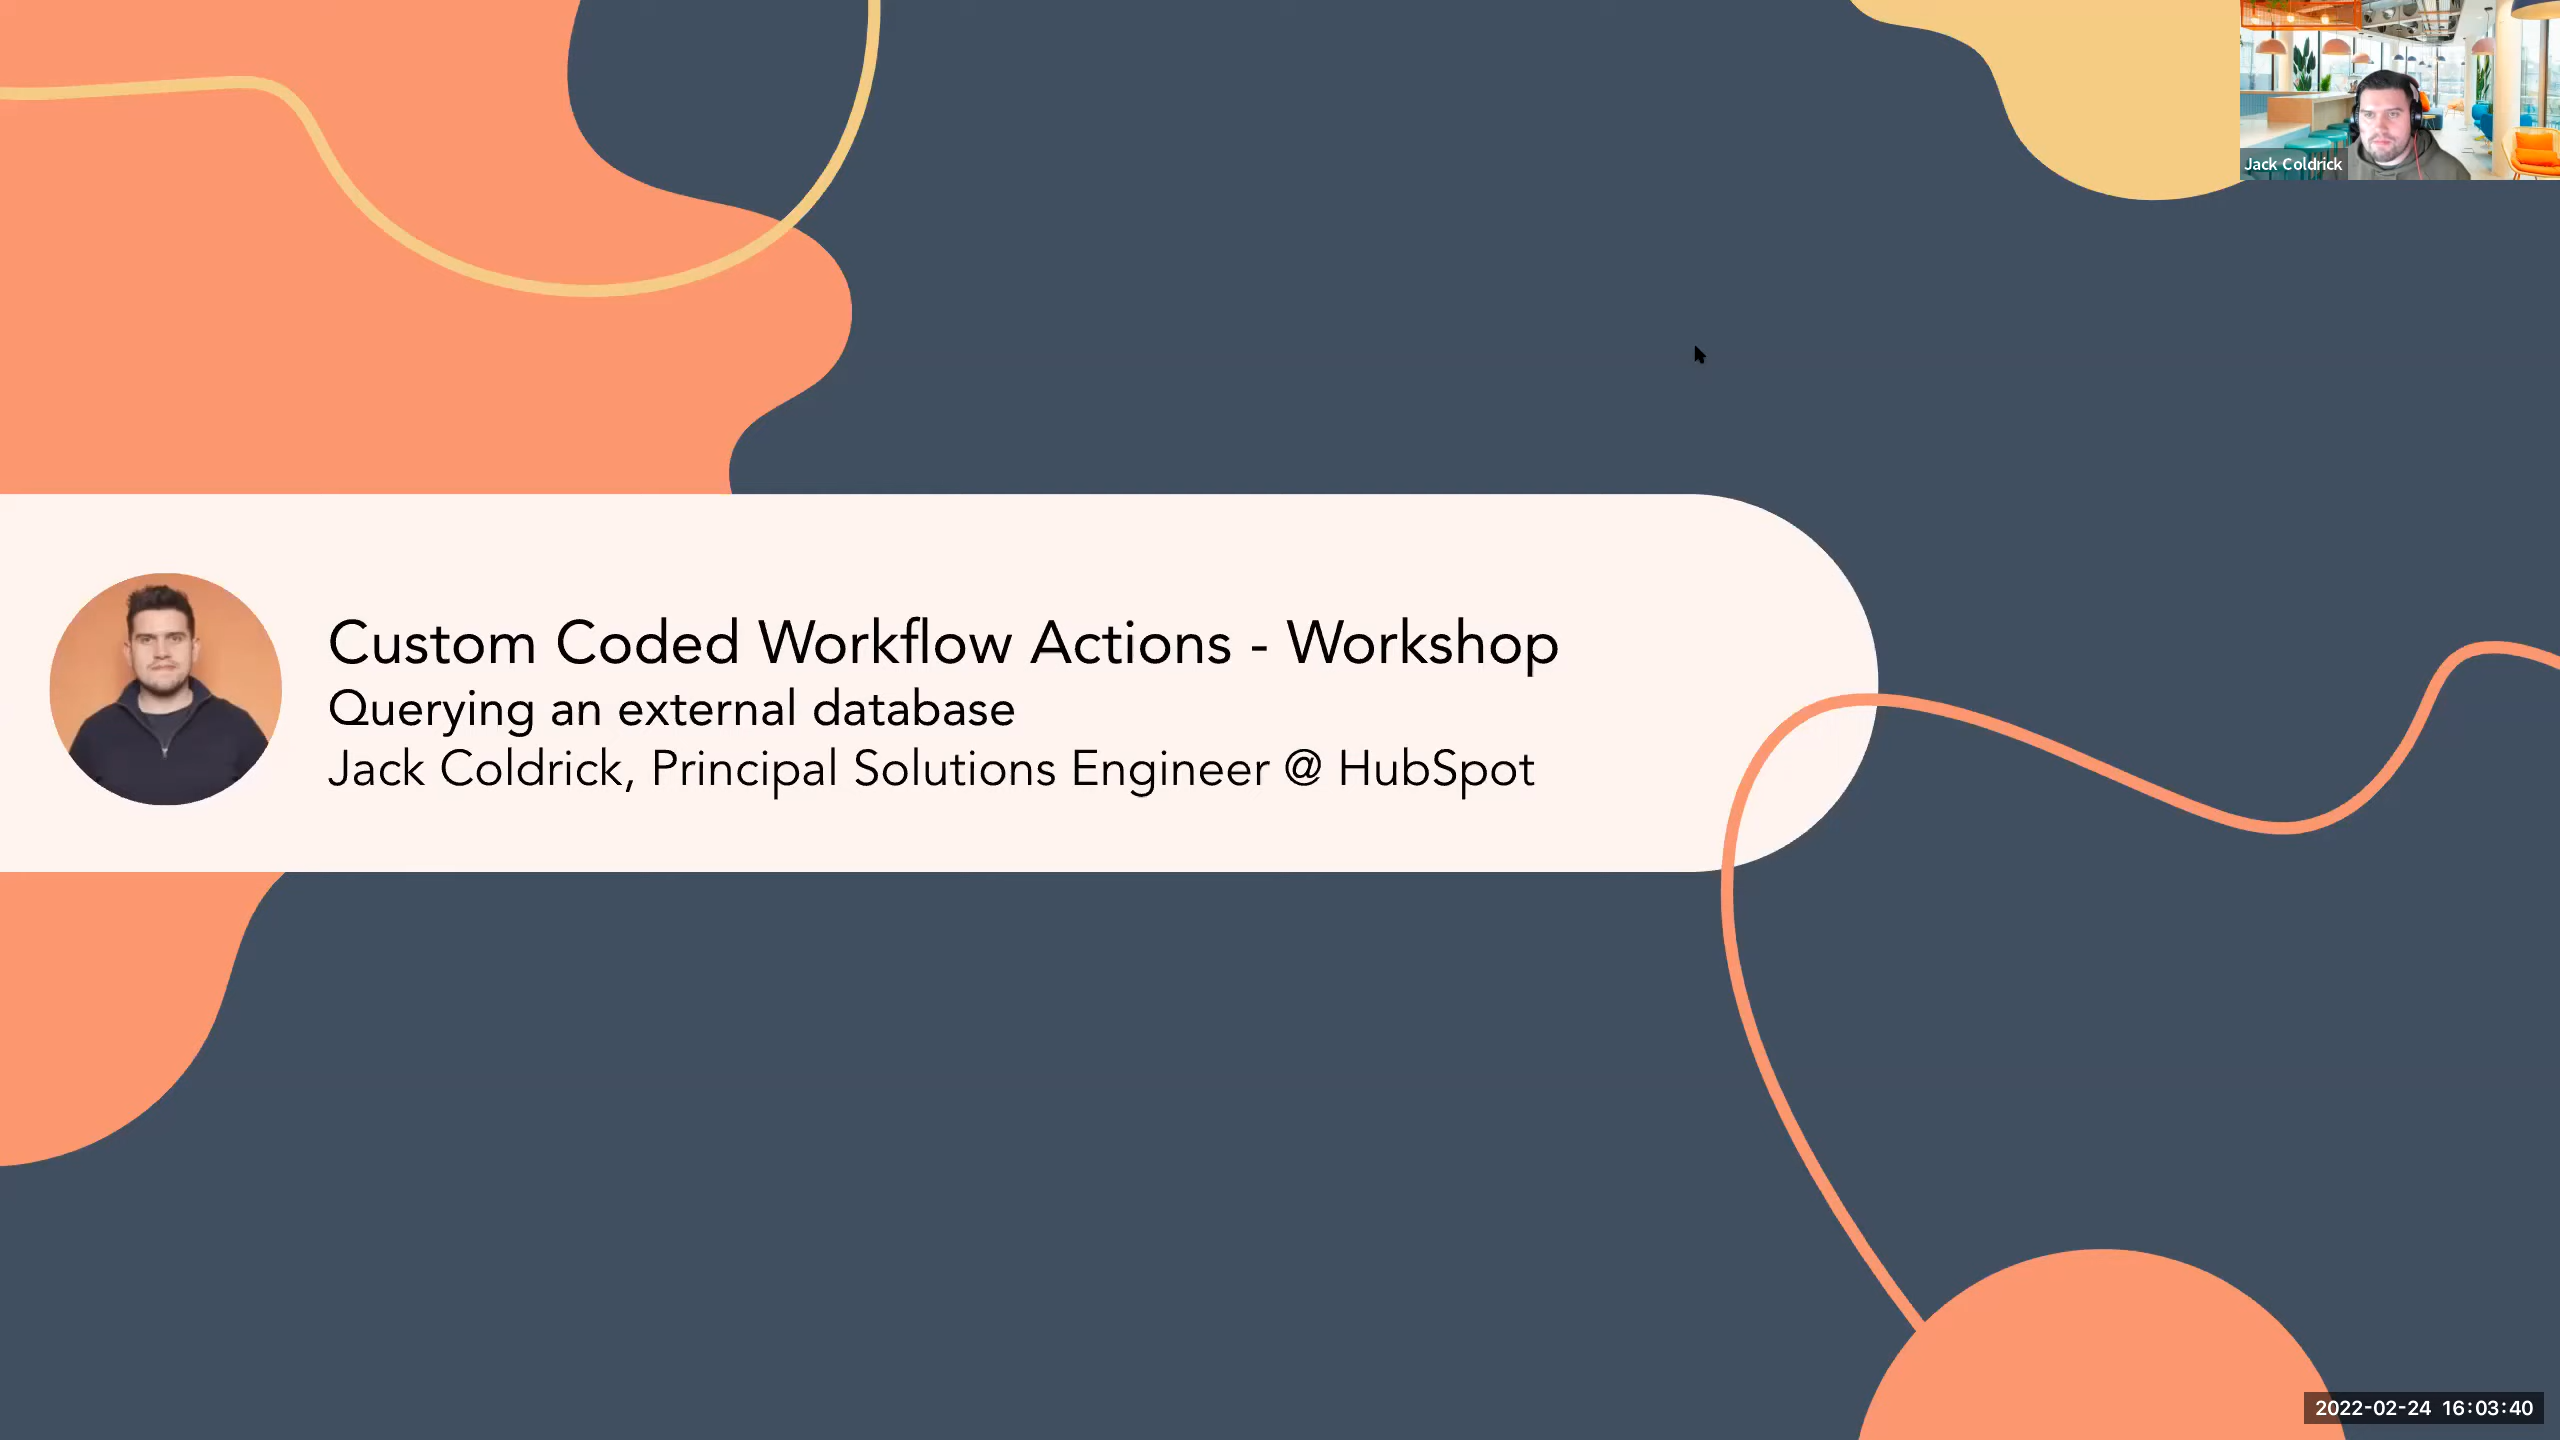 Jack Coldrick
Custom Coded Workflow Actions - Workshop
Querying an external database
Jack Coldrick, Principal Solutions Engineer @ HubSpot
2022-02-24 16:03:40